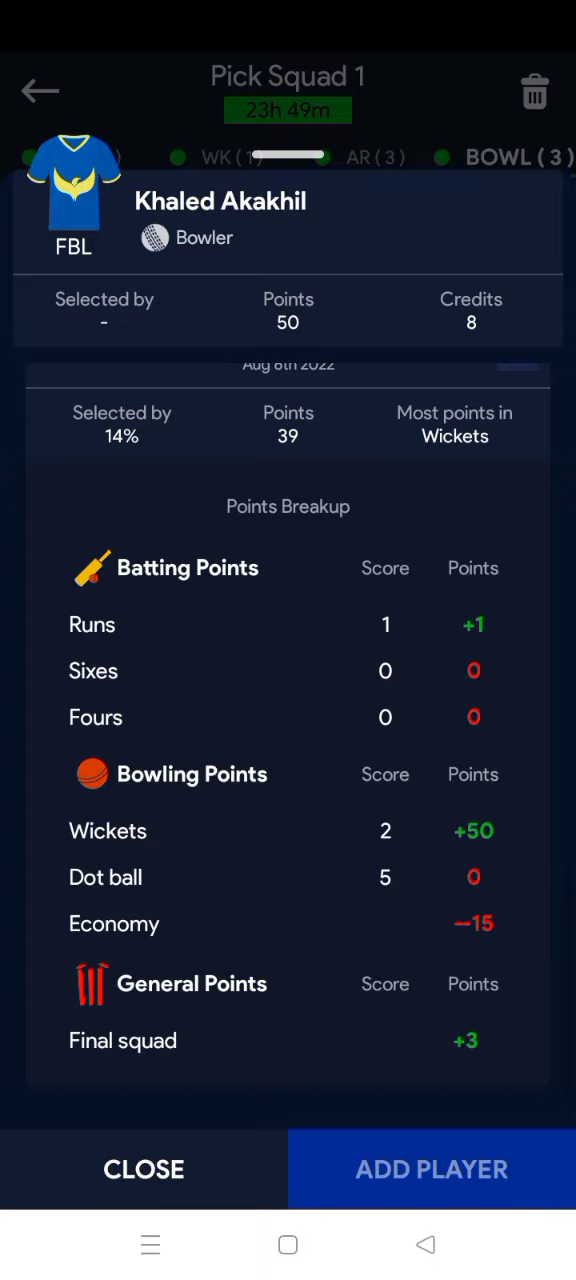 Pick Squad 1
23h 49m
WK ( 1 ) AR ( 3 ) BOWL ( 3 )
Khaled Akakhil
FBL Bowler
Selected by Points Credits
- 50 8
Aug 6th 2022
Selected by Points Most points in
14% 39 Wickets
Points Breakup
Batting Points Score Points
Runs 1 +1
Sixes 0 0
Fours 0 0
Bowling Points Score Points
Wickets 2 +50
Dot ball 5 0
Economy -15
General Points Score Points
Final squad +3
CLOSE ADD PLAYER